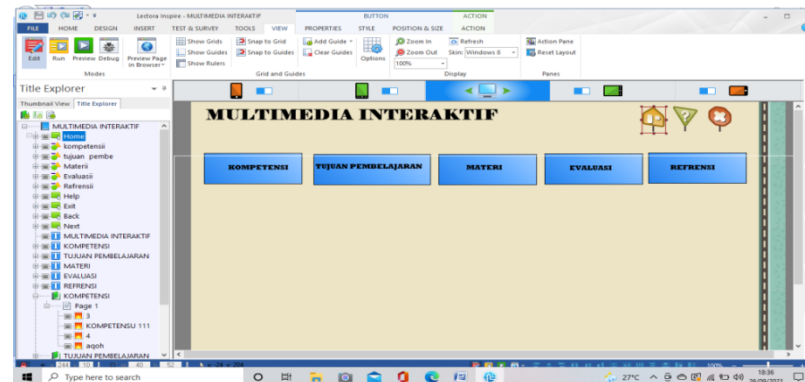 Lectora Inspire - MULTIMEDIA INTERAKTIF
BUTTON
ACTION
FILE HOME DESIGN INSERT TEST & SURVEY TOOLS VIEW PROPERTIES STILE POSITION & SIZE ACTION
Edit Run Preview Debug Preview Page in Browser
Modes
Show Grids
Show Guides
Show Rulers
Snap to Grid
Snap to Guides
Add Guide
Clear Guides
Options
Grid and Guides
Zoom In
Zoom Out
100%
Refresh
Skin: Windows 8
Display
Action Pane
Reset Layout
Panes
Title Explorer
Thumbnail View Title Explorer
MULTIMEDIA INTERAKTIF
Home
kompetensii
tujuan pembe
Materii
Evaluasii
Refrensii
Help
Exit
Back
Next
MULTIMEDIA INTERAKTIF
KOMPETENSI
TUJUAN PEMBELAJARAN
MATERI
EVALUASI
REFRENSI
KOMPETENSI
Page 1
3
KOMPETENSU 111
4
aqoh
TUJUAN PEMBELAJARAN
MULTIMEDIA INTERAKTIF
KOMPETENSI
TUJUAN PEMBELAJARAN
MATERI
EVALUASI
REFRENSI
Type here to search
27°C
18:36